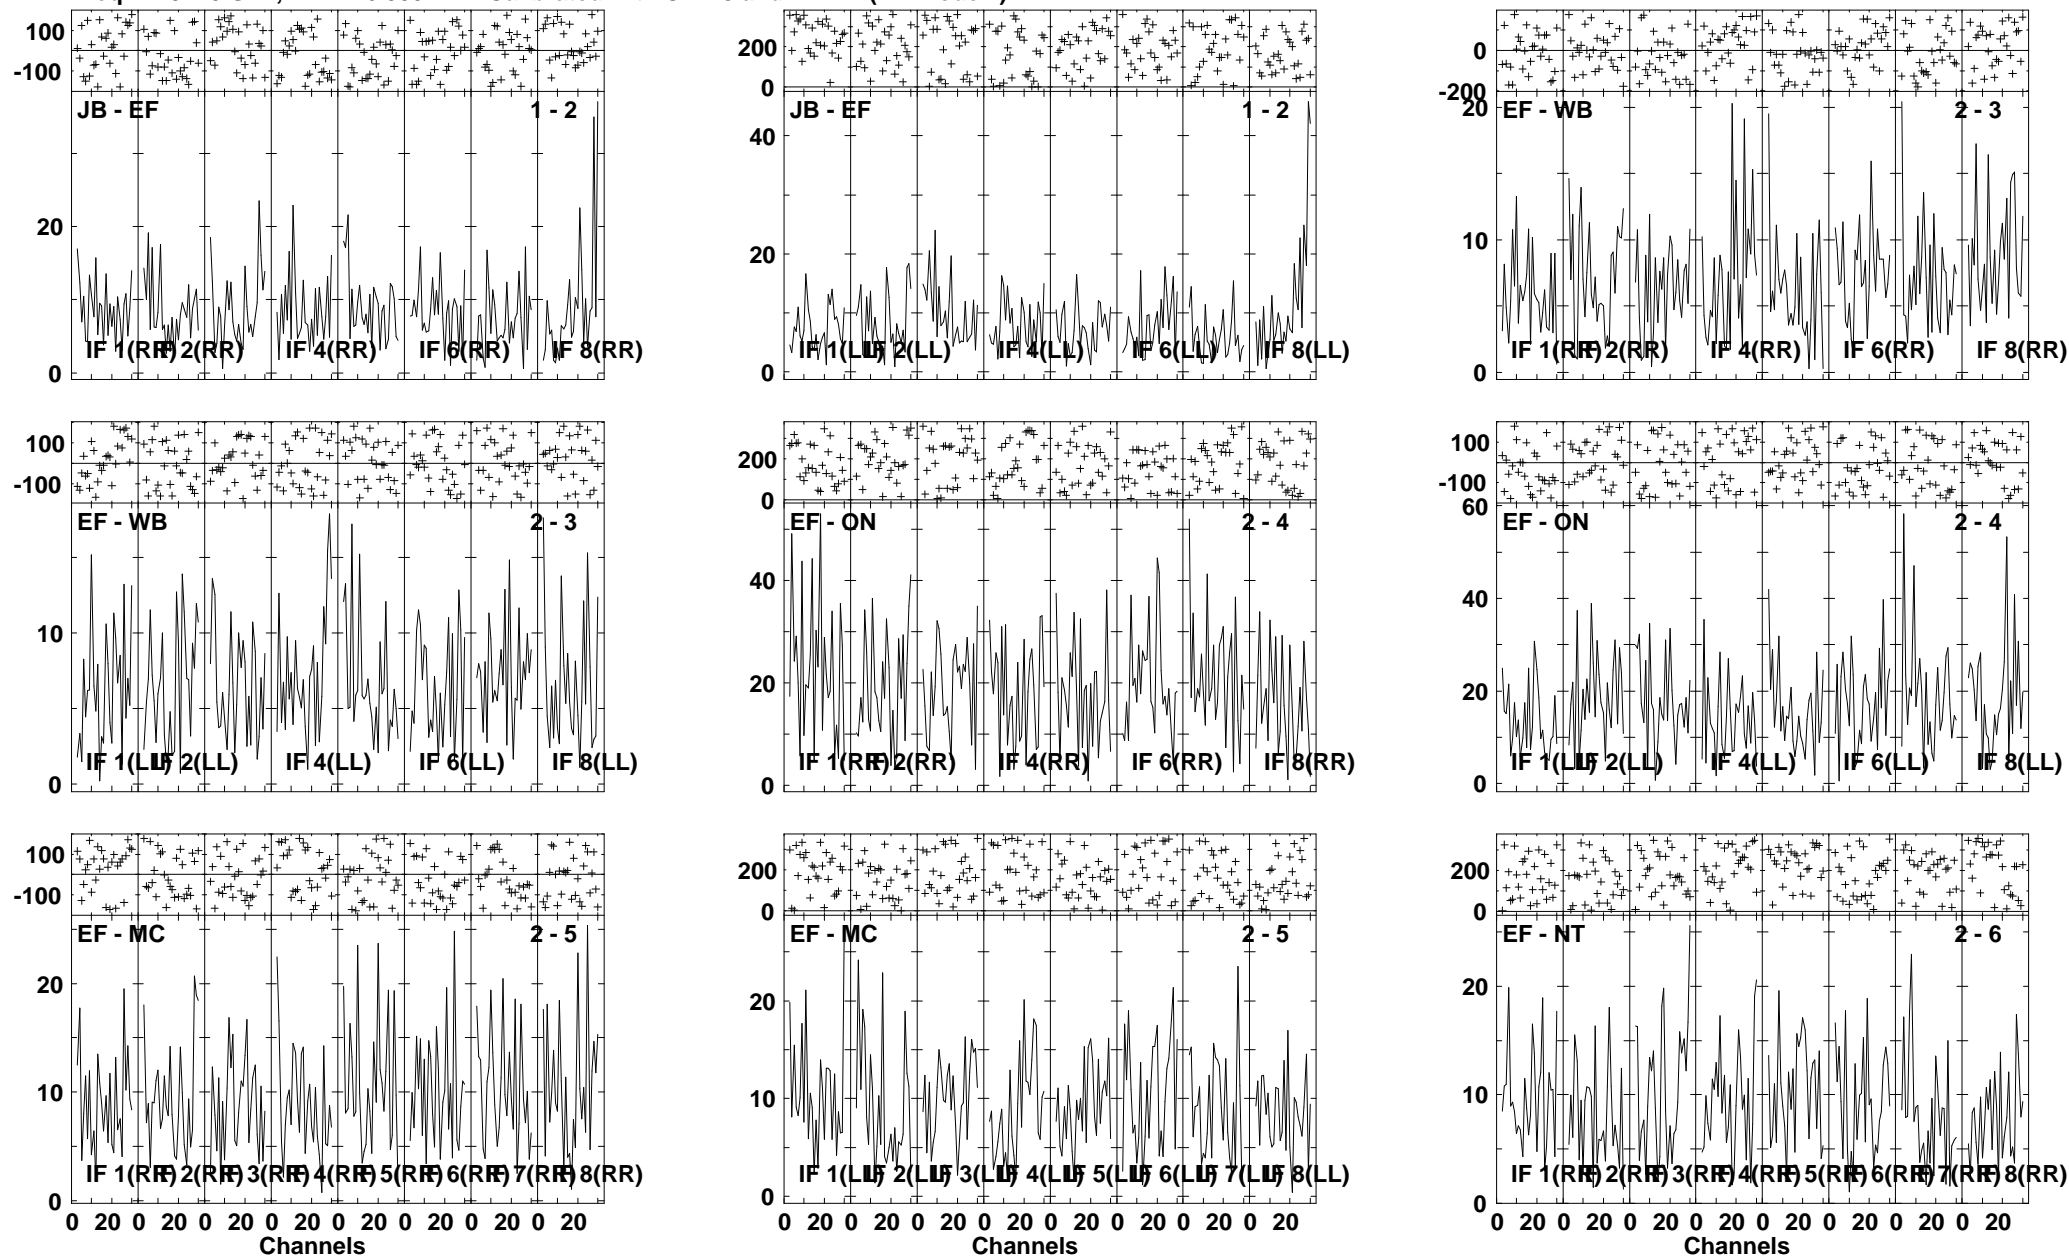 100
-100
JB - EF 1 - 2
20
0
IF 1(RR) IF 2(RR) IF 4(RR) IF 6(RR) IF 8(RR)
200
0
JB - EF 1 - 2
40
20
0
IF 1(LL) IF 2(LL) IF 4(LL) IF 6(LL) IF 8(LL)
0
-200
EF - WB 2 - 3
20
10
0
IF 1(RR) IF 2(RR) IF 4(RR) IF 6(RR) IF 8(RR)
100
-100
EF - WB 2 - 3
10
0
IF 1(LL) IF 2(LL) IF 4(LL) IF 6(LL) IF 8(LL)
200
0
EF - ON 2 - 4
40
20
0
IF 1(RR) IF 2(RR) IF 4(RR) IF 6(RR) IF 8(RR)
100
-100
60
EF - ON 2 - 4
40
20
0
IF 1(LL) IF 2(LL) IF 4(LL) IF 6(LL) IF 8(LL)
100
-100
EF - MC 2 - 5
20
10
0
IF 1(RR) IF 2(RR) IF 3(RR) IF 4(RR) IF 5(RR) IF 6(RR) IF 7(RR) IF 8(RR)
0 20 0 20 0 20 0 20 0 20 0 20 0 20 0 20
Channels
200
0
EF - MC 2 - 5
20
10
0
IF 1(LL) IF 2(LL) IF 3(LL) IF 4(LL) IF 5(LL) IF 6(LL) IF 7(LL) IF 8(LL)
0 20 0 20 0 20 0 20 0 20 0 20 0 20 0 20
Channels
200
0
EF - NT 2 - 6
20
10
0
IF 1(RR) IF 2(RR) IF 3(RR) IF 4(RR) IF 5(RR) IF 6(RR) IF 7(RR) IF 8(RR)
0 20 0 20 0 20 0 20 0 20 0 20 0 20 0 20
Channels